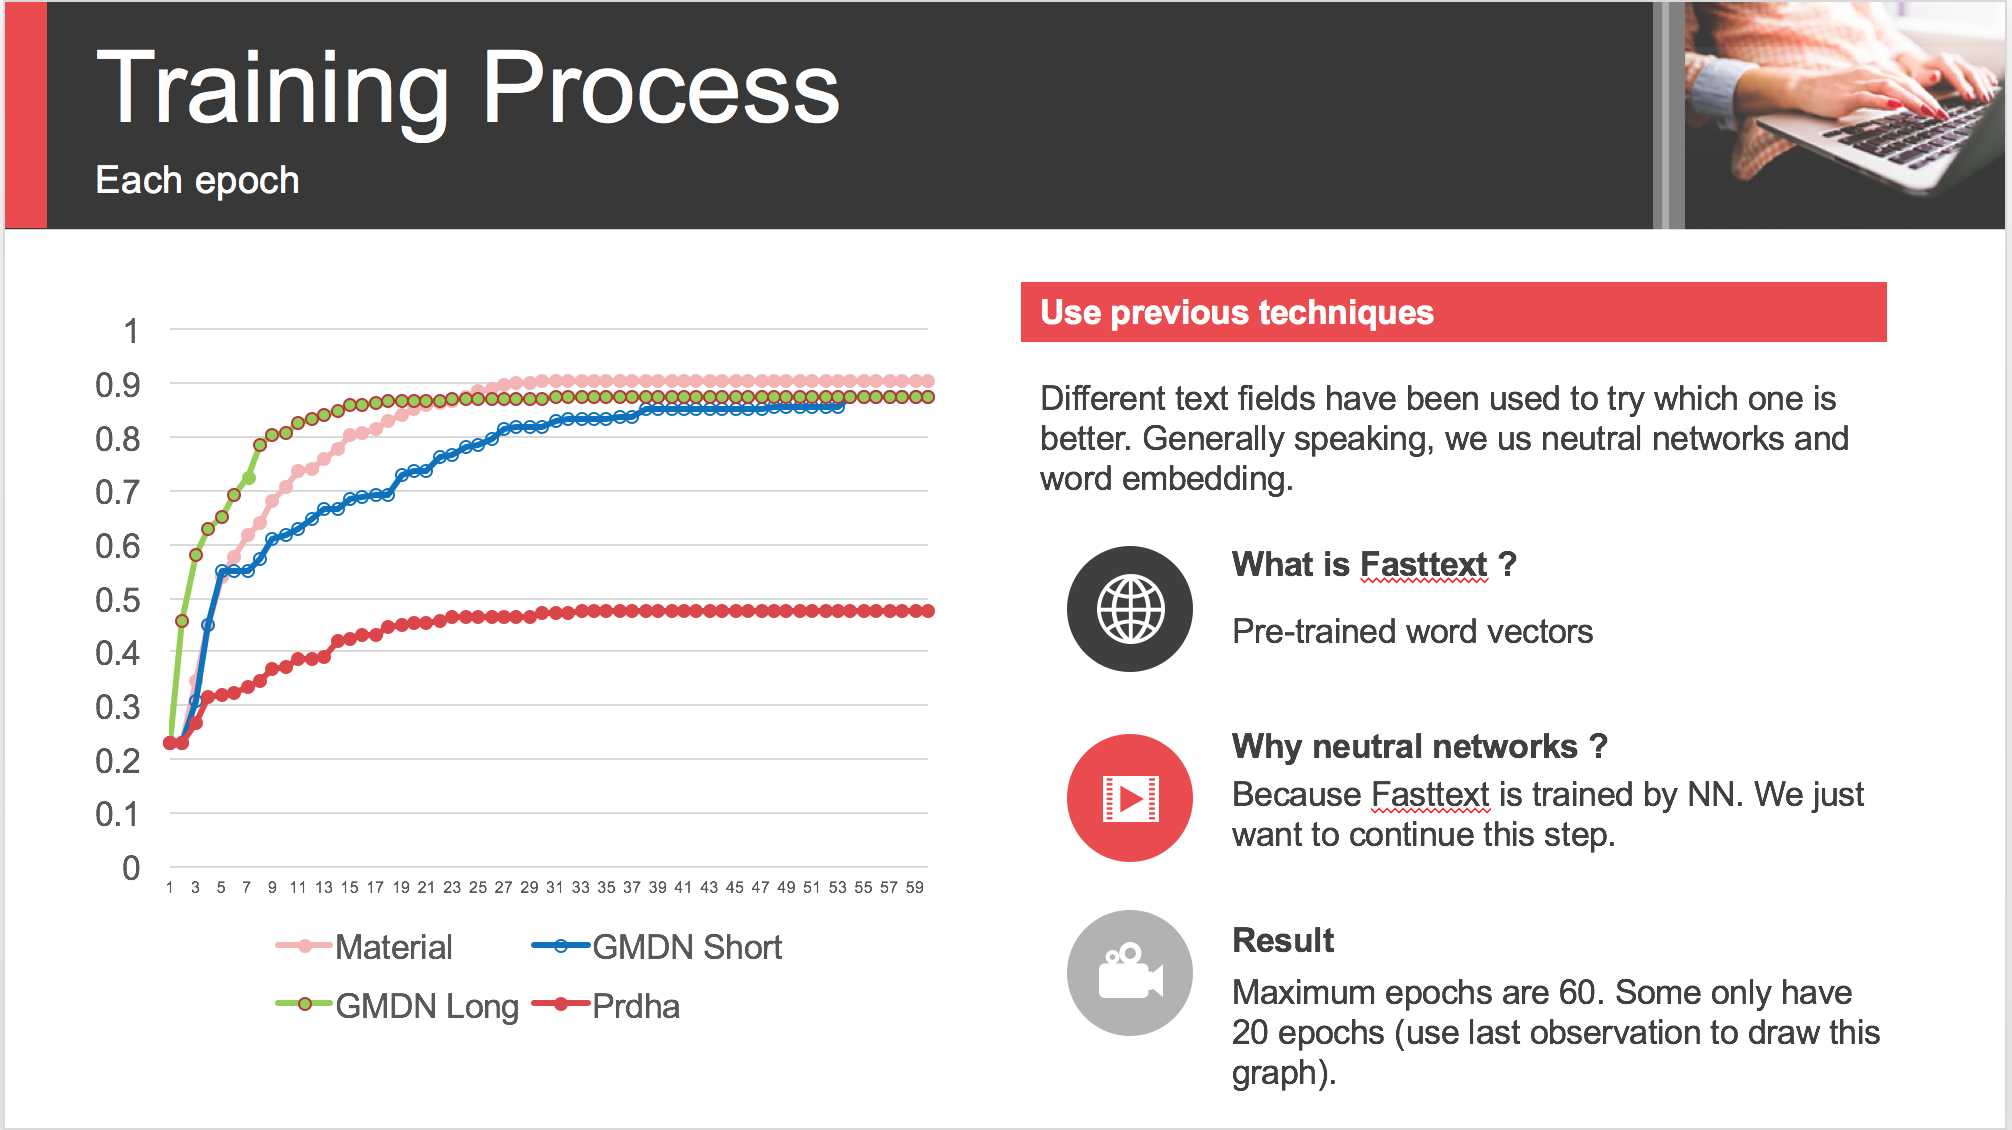 Training Process
Each epoch
1
0.9
0.8
0.7
0.6
0.5
0.4
0.3
0.2
0.1
0
1 3 5 7 9 11 13 15 17 19 21 23 25 27 29 31 33 35 37 39 41 43 45 47 49 51 53 55 57 59
Material GMDN Short
GMDN Long Prdha
Use previous techniques
Different text fields have been used to try which one is
better. Generally speaking, we us neutral networks and
word embedding.
What is Fasttext ?
Pre-trained word vectors
Why neutral networks ?
Because Fasttext is trained by NN. We just
want to continue this step.
Result
Maximum epochs are 60. Some only have
20 epochs (use last observation to draw this
graph).